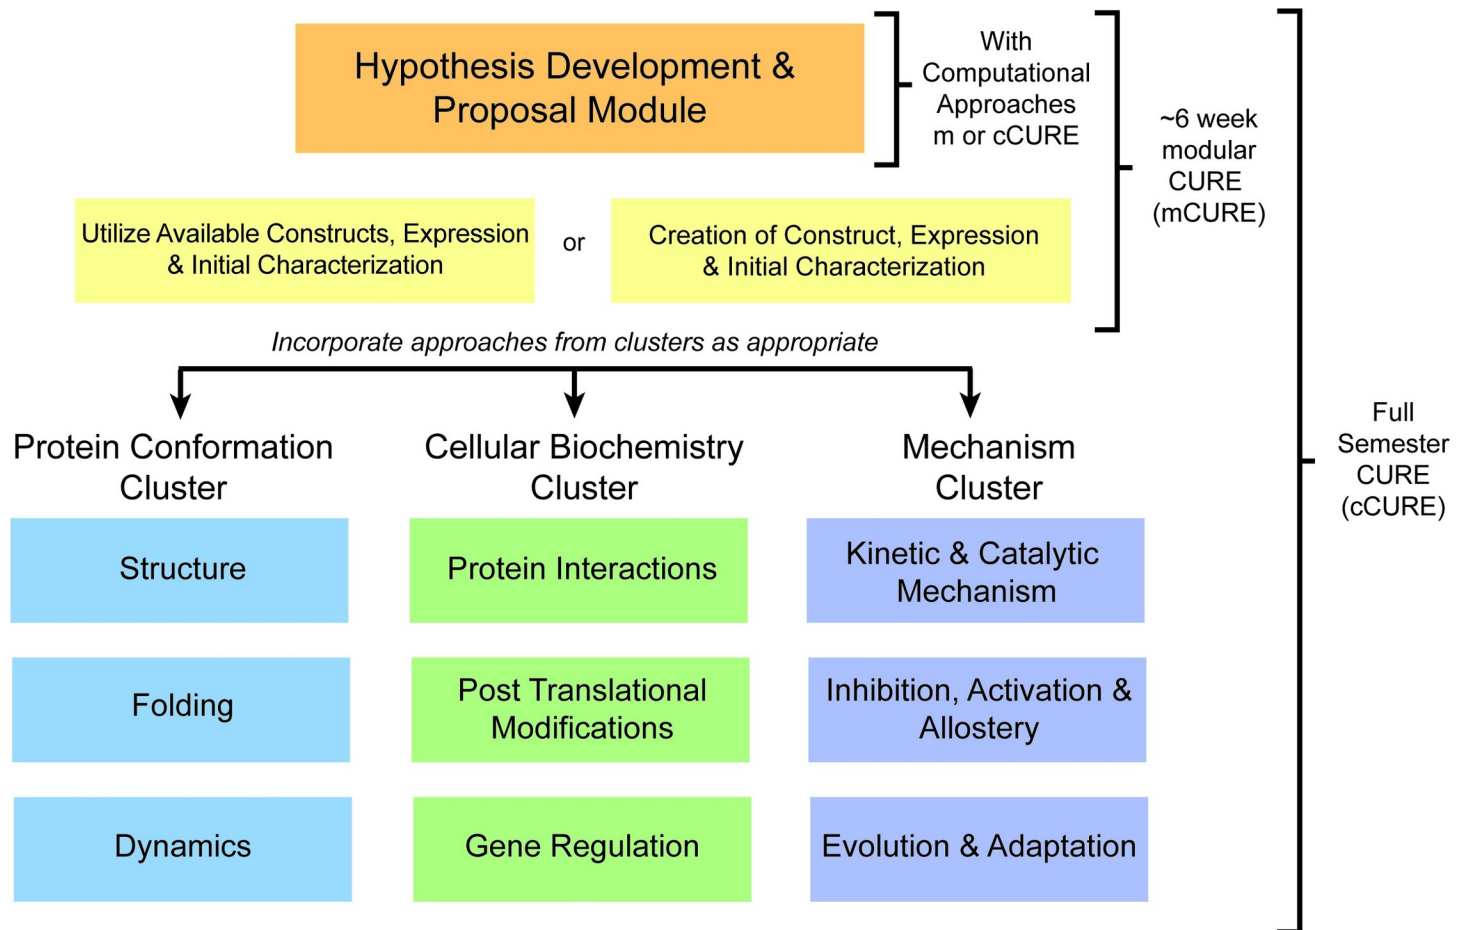 Hypothesis Development &
Proposal Module
With
Computational
Approaches
m or cCURE
~6 week
modular
CURE
(mCURE)
Utilize Available Constructs, Expression
& Initial Characterization
or
Creation of Construct, Expression
& Initial Characterization
Incorporate approaches from clusters as appropriate
Full
Semester
CURE
(cCURE)
Protein Conformation
Cluster
Cellular Biochemistry
Cluster
Mechanism
Cluster
Structure
Protein Interactions
Kinetic & Catalytic
Mechanism
Folding
Post Translational
Modifications
Inhibition, Activation &
Allostery
Dynamics
Gene Regulation
Evolution & Adaptation